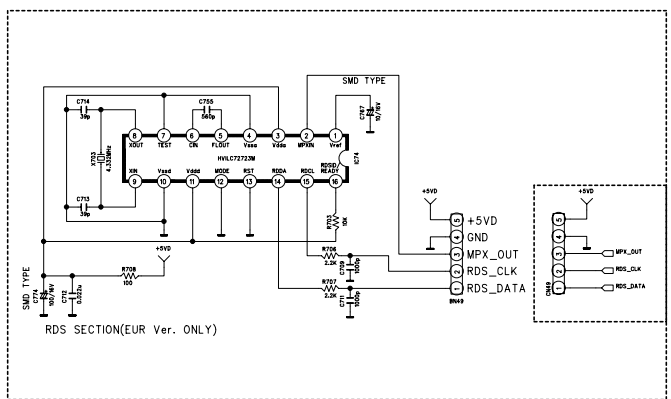 SMD TYPE
C714
39p
C755
560p
C767
10/16V
8 7 6 5 4 3 2 1
XOUT TEST CIN FLOUT Vssa Vdda MPXIN Vref
X703
4.332MHz
HVILC72723M
IC74
RDSID/
READY
XIN Vssd Vddd MODE RST RDDA RDCL
9 10 11 12 13 14 15 16
C713
39p
R703
10K
+5VD
R708
100
SMD TYPE
C774
100/16V
C712
0.022u
R706
2.2K
C709
1000p
R707
2.2K
C711
1000p
+5VD
5 +5VD
4 GND
3 MPX_OUT
2 RDS_CLK
1 RDS_DATA
BN49
+5VD
5
4
3 MPX_OUT
2 RDS_CLK
1 RDS_DATA
CN49
RDS SECTION(EUR Ver. ONLY)